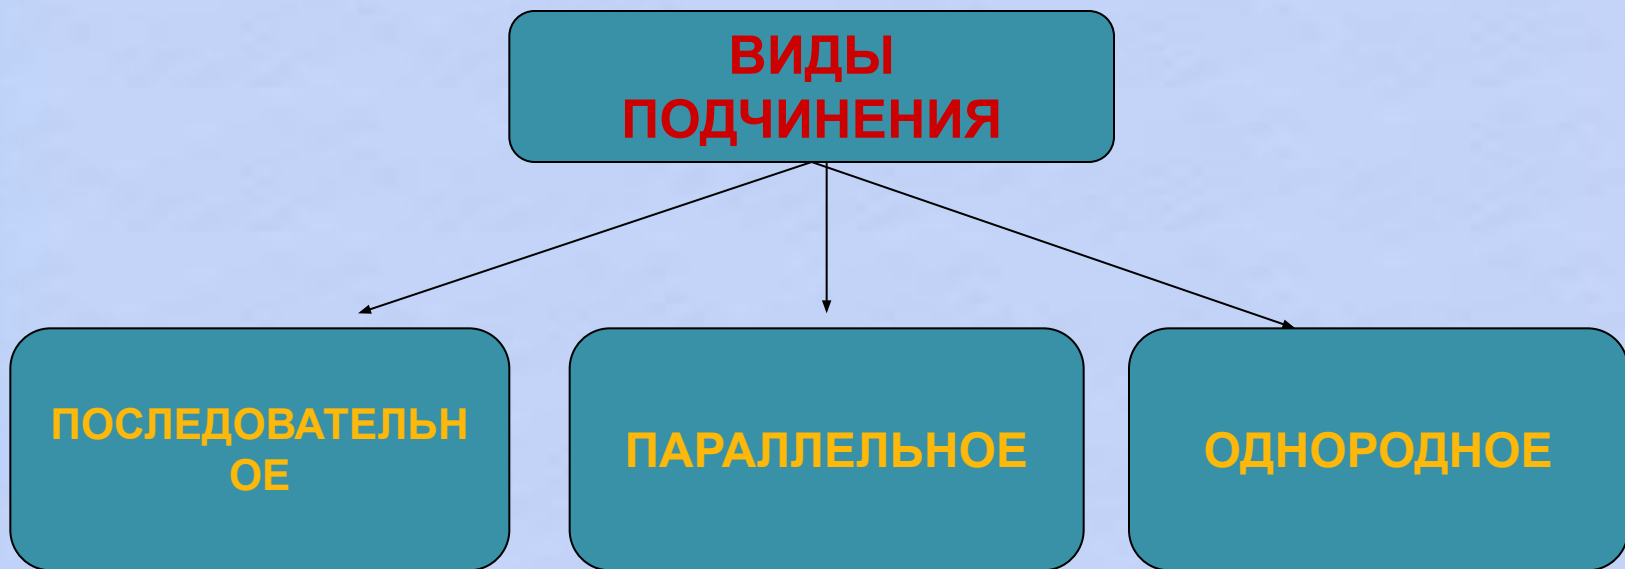 ВИДЫ
ПОДЧИНЕНИЯ
ПОСЛЕДОВАТЕЛЬН
ОЕ
ПАРАЛЛЕЛЬНОЕ
ОДНОРОДНОЕ